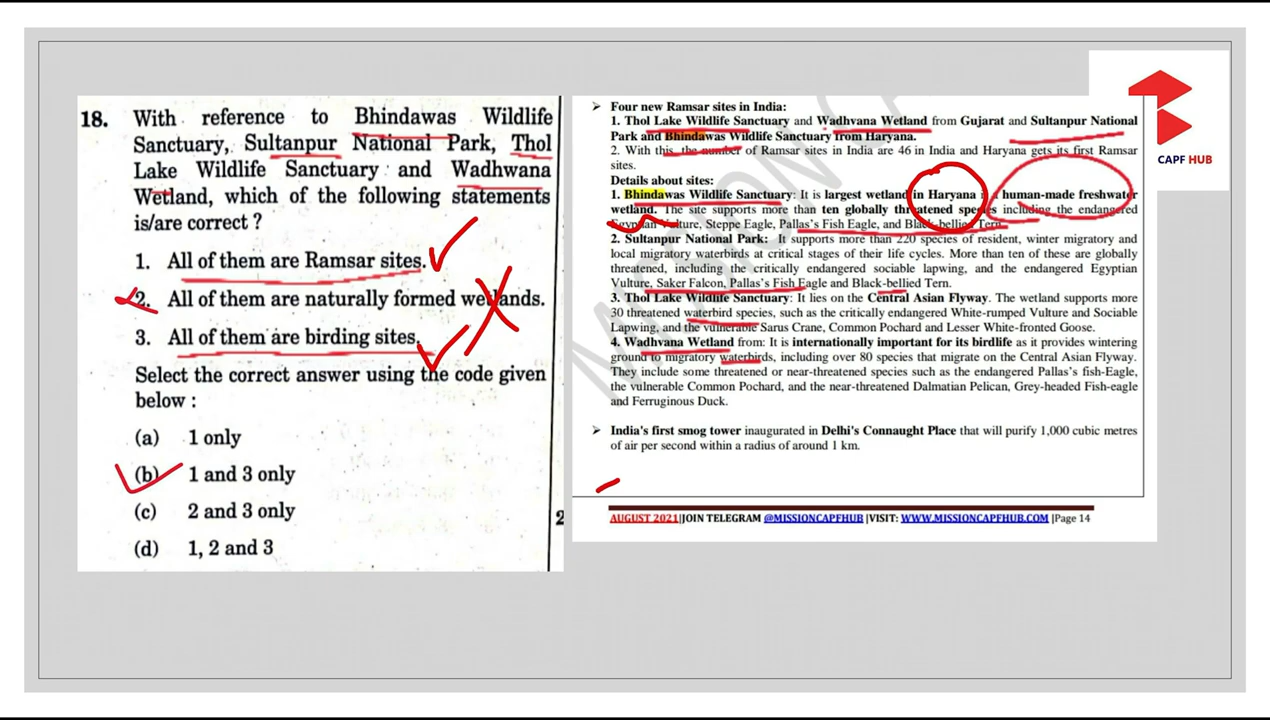 18. With reference to Bhindawas Wildlife
Sanctuary, Sultanpur National Park, Thol
Lake Wildlife Sanctuary and Wadhwana
Wetland, which of the following statements
is/are correct ?
1. All of them are Ramsar sites.
2. All of them are naturally formed wetlands.
3. All of them are birding sites.
Select the correct answer using the code given
below :
(a) 1 only
(b) 1 and 3 only
(c) 2 and 3 only
(d) 1, 2 and 3
2
➢ Four new Ramsar sites in India:
1. Thol Lake Wildlife Sanctuary and Wadhvana Wetland from Gujarat and Sultanpur National
Park and Bhindawas Wildlife Sanctuary from Haryana.
2. With this, the number of Ramsar sites in India are 46 in India and Haryana gets its first Ramsar
sites.
Details about sites:
1. Bhindawas Wildlife Sanctuary: It is largest wetland in Haryana is a human-made freshwater
wetland. The site supports more than ten globally threatened species including the endangered
Egyptian Vulture, Steppe Eagle, Pallas's Fish Eagle, and Black-bellied Tern.
2. Sultanpur National Park: It supports more than 220 species of resident, winter migratory and
local migratory waterbirds at critical stages of their life cycles. More than ten of these are globally
threatened, including the critically endangered sociable lapwing, and the endangered Egyptian
Vulture, Saker Falcon, Pallas's Fish Eagle and Black-bellied Tern.
3. Thol Lake Wildlife Sanctuary: It lies on the Central Asian Flyway. The wetland supports more
30 threatened waterbird species, such as the critically endangered White-rumped Vulture and Sociable
Lapwing, and the vulnerable Sarus Crane, Common Pochard and Lesser White-fronted Goose.
4. Wadhvana Wetland from: It is internationally important for its birdlife as it provides wintering
ground to migratory waterbirds, including over 80 species that migrate on the Central Asian Flyway.
They include some threatened or near-threatened species such as the endangered Pallas's fish-Eagle,
the vulnerable Common Pochard, and the near-threatened Dalmatian Pelican, Grey-headed Fish-eagle
and Ferruginous Duck.
➢ India's first smog tower inaugurated in Delhi's Connaught Place that will purify 1,000 cubic metres
of air per second within a radius of around 1 km.
AUGUST 2021|JOIN TELEGRAM @MISSIONCAPFHUB |VISIT: WWW.MISSIONCAPFHUB.COM |Page 14
CAPF HUB